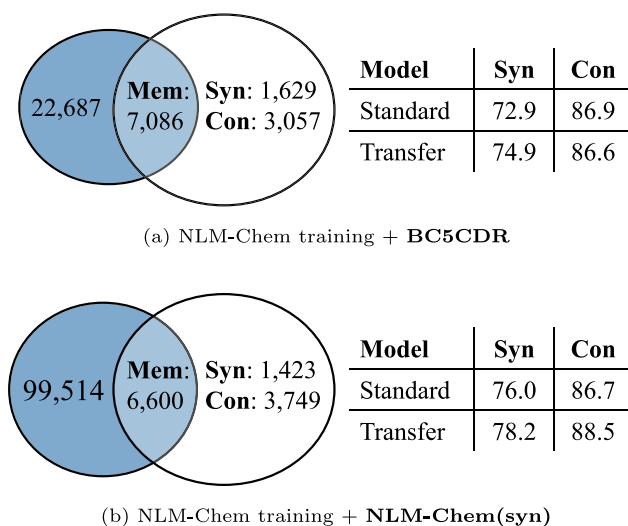 22,687
Mem:
7,086
Syn: 1,629
Con: 3,057
Model Syn Con
Standard 72.9 86.9
Transfer 74.9 86.6
(a) NLM-Chem training + BC5CDR
99,514
Mem:
6,600
Syn: 1,423
Con: 3,749
Model Syn Con
Standard 76.0 86.7
Transfer 78.2 88.5
(b) NLM-Chem training + NLM-Chem(syn)